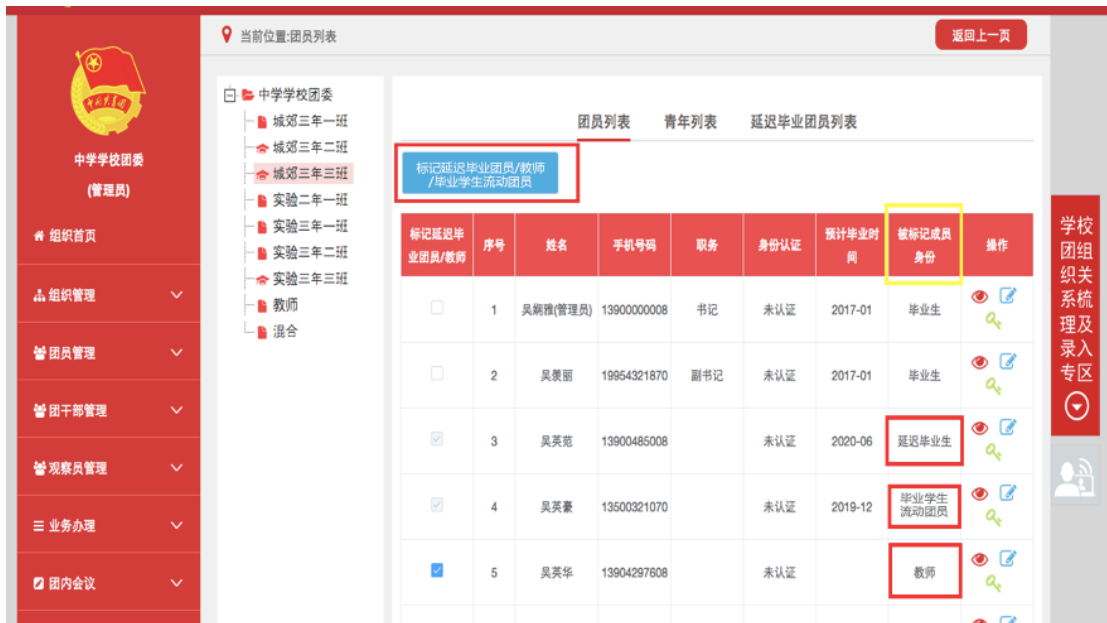 当前位置:团员列表
返回上一页
中学学校团委
(管理员)
组织首页
组织管理
团员管理
团干部管理
观察员管理
业务办理
团内会议
中学学校团委
城郊三年一班
城郊三年二班
城郊三年三班
实验二年一班
实验三年一班
实验三年二班
实验三年三班
教师
混合
团员列表 青年列表 延迟毕业团员列表
标记延迟毕业团员/教师
/毕业学生流动团员
标记延迟毕业团员/教师 序号 姓名 手机号码 职务 身份认证 预计毕业时间 被标记成员身份 操作
1 吴娴雅(管理员) 13900000008 书记 未认证 2017-01 毕业生
2 吴羡丽 19954321870 副书记 未认证 2017-01 毕业生
3 吴英范 13900485008 未认证 2020-06 延迟毕业生
4 吴英豪 13500321070 未认证 2019-12 毕业学生流动团员
5 吴英华 13904297608 未认证 教师
学校
团组
织关
系梳
理及
录入
专区